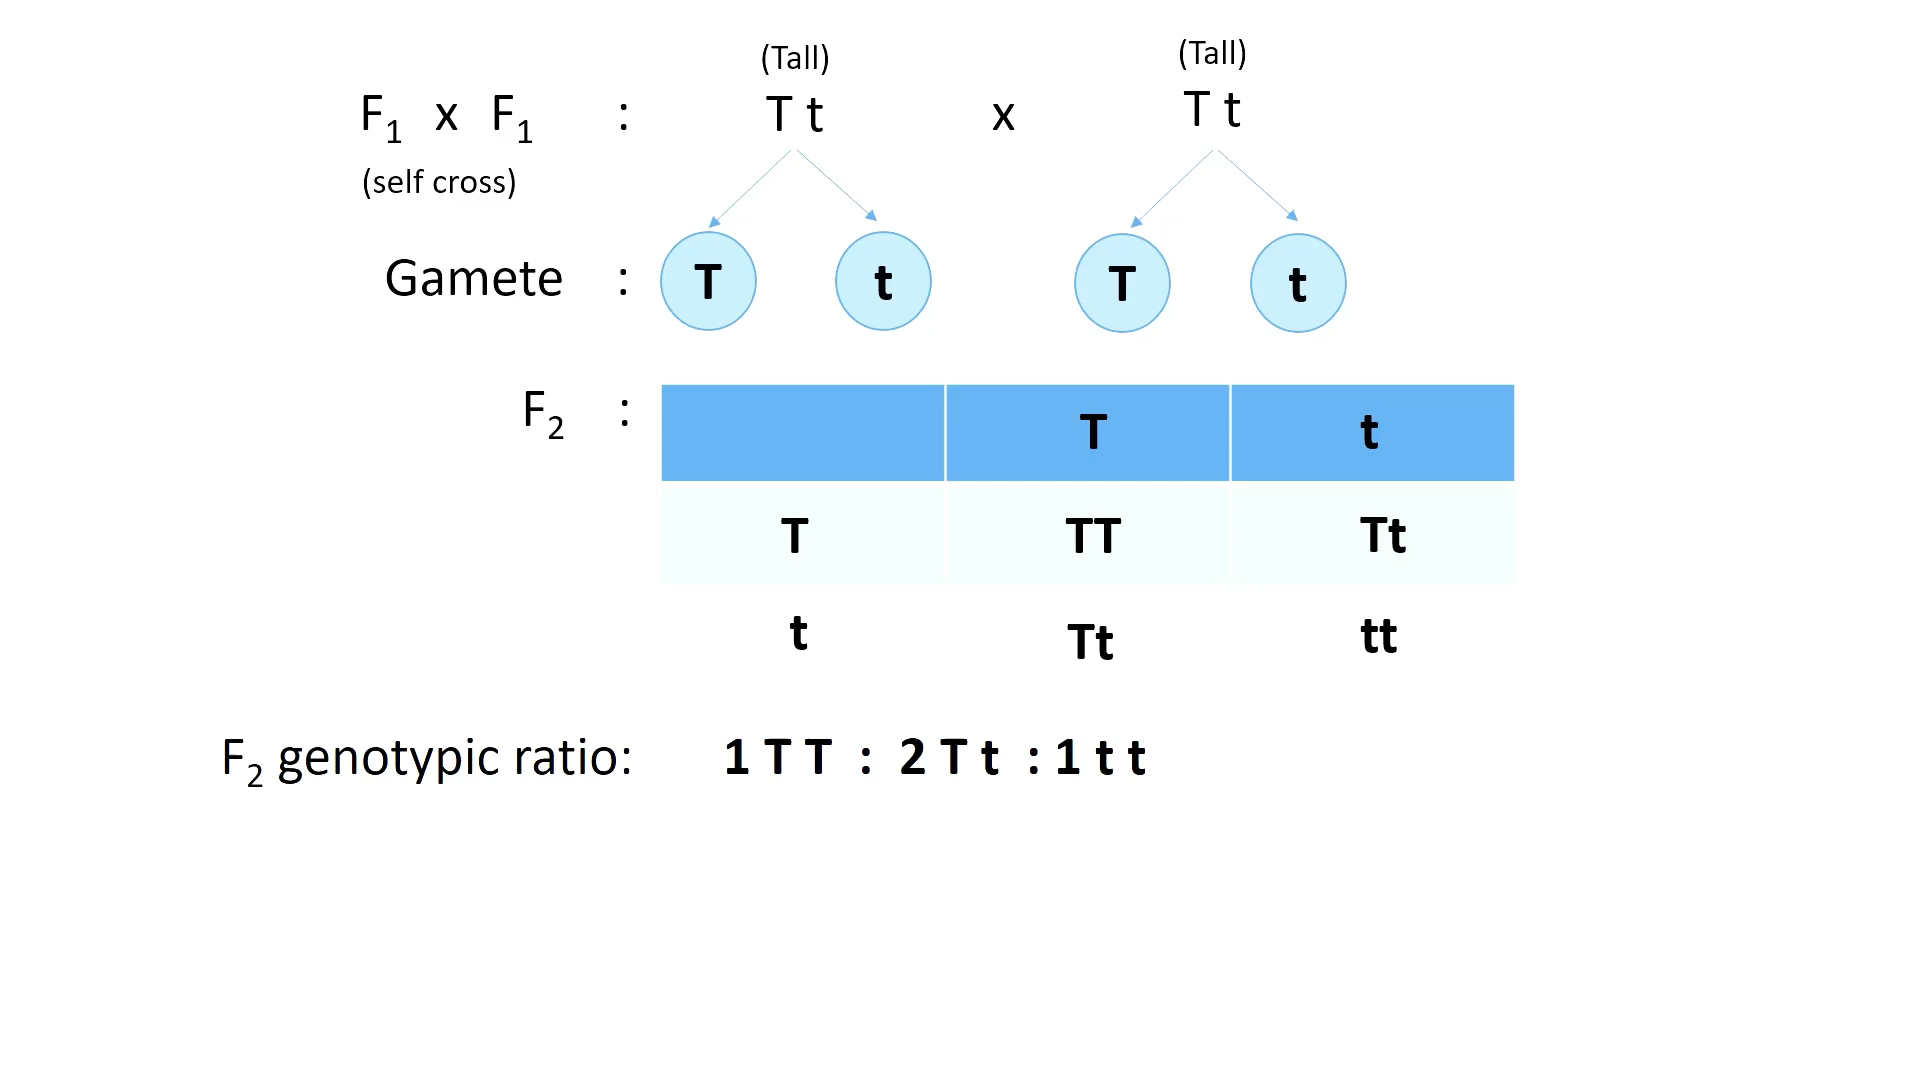 (Tall) (Tall)
F₁ x F₁ : T t x T t
(self cross)
Gamete : T t T t
F₂ : T t
T TT Tt
t Tt tt
F₂ genotypic ratio: 1 T T : 2 T t : 1 t t